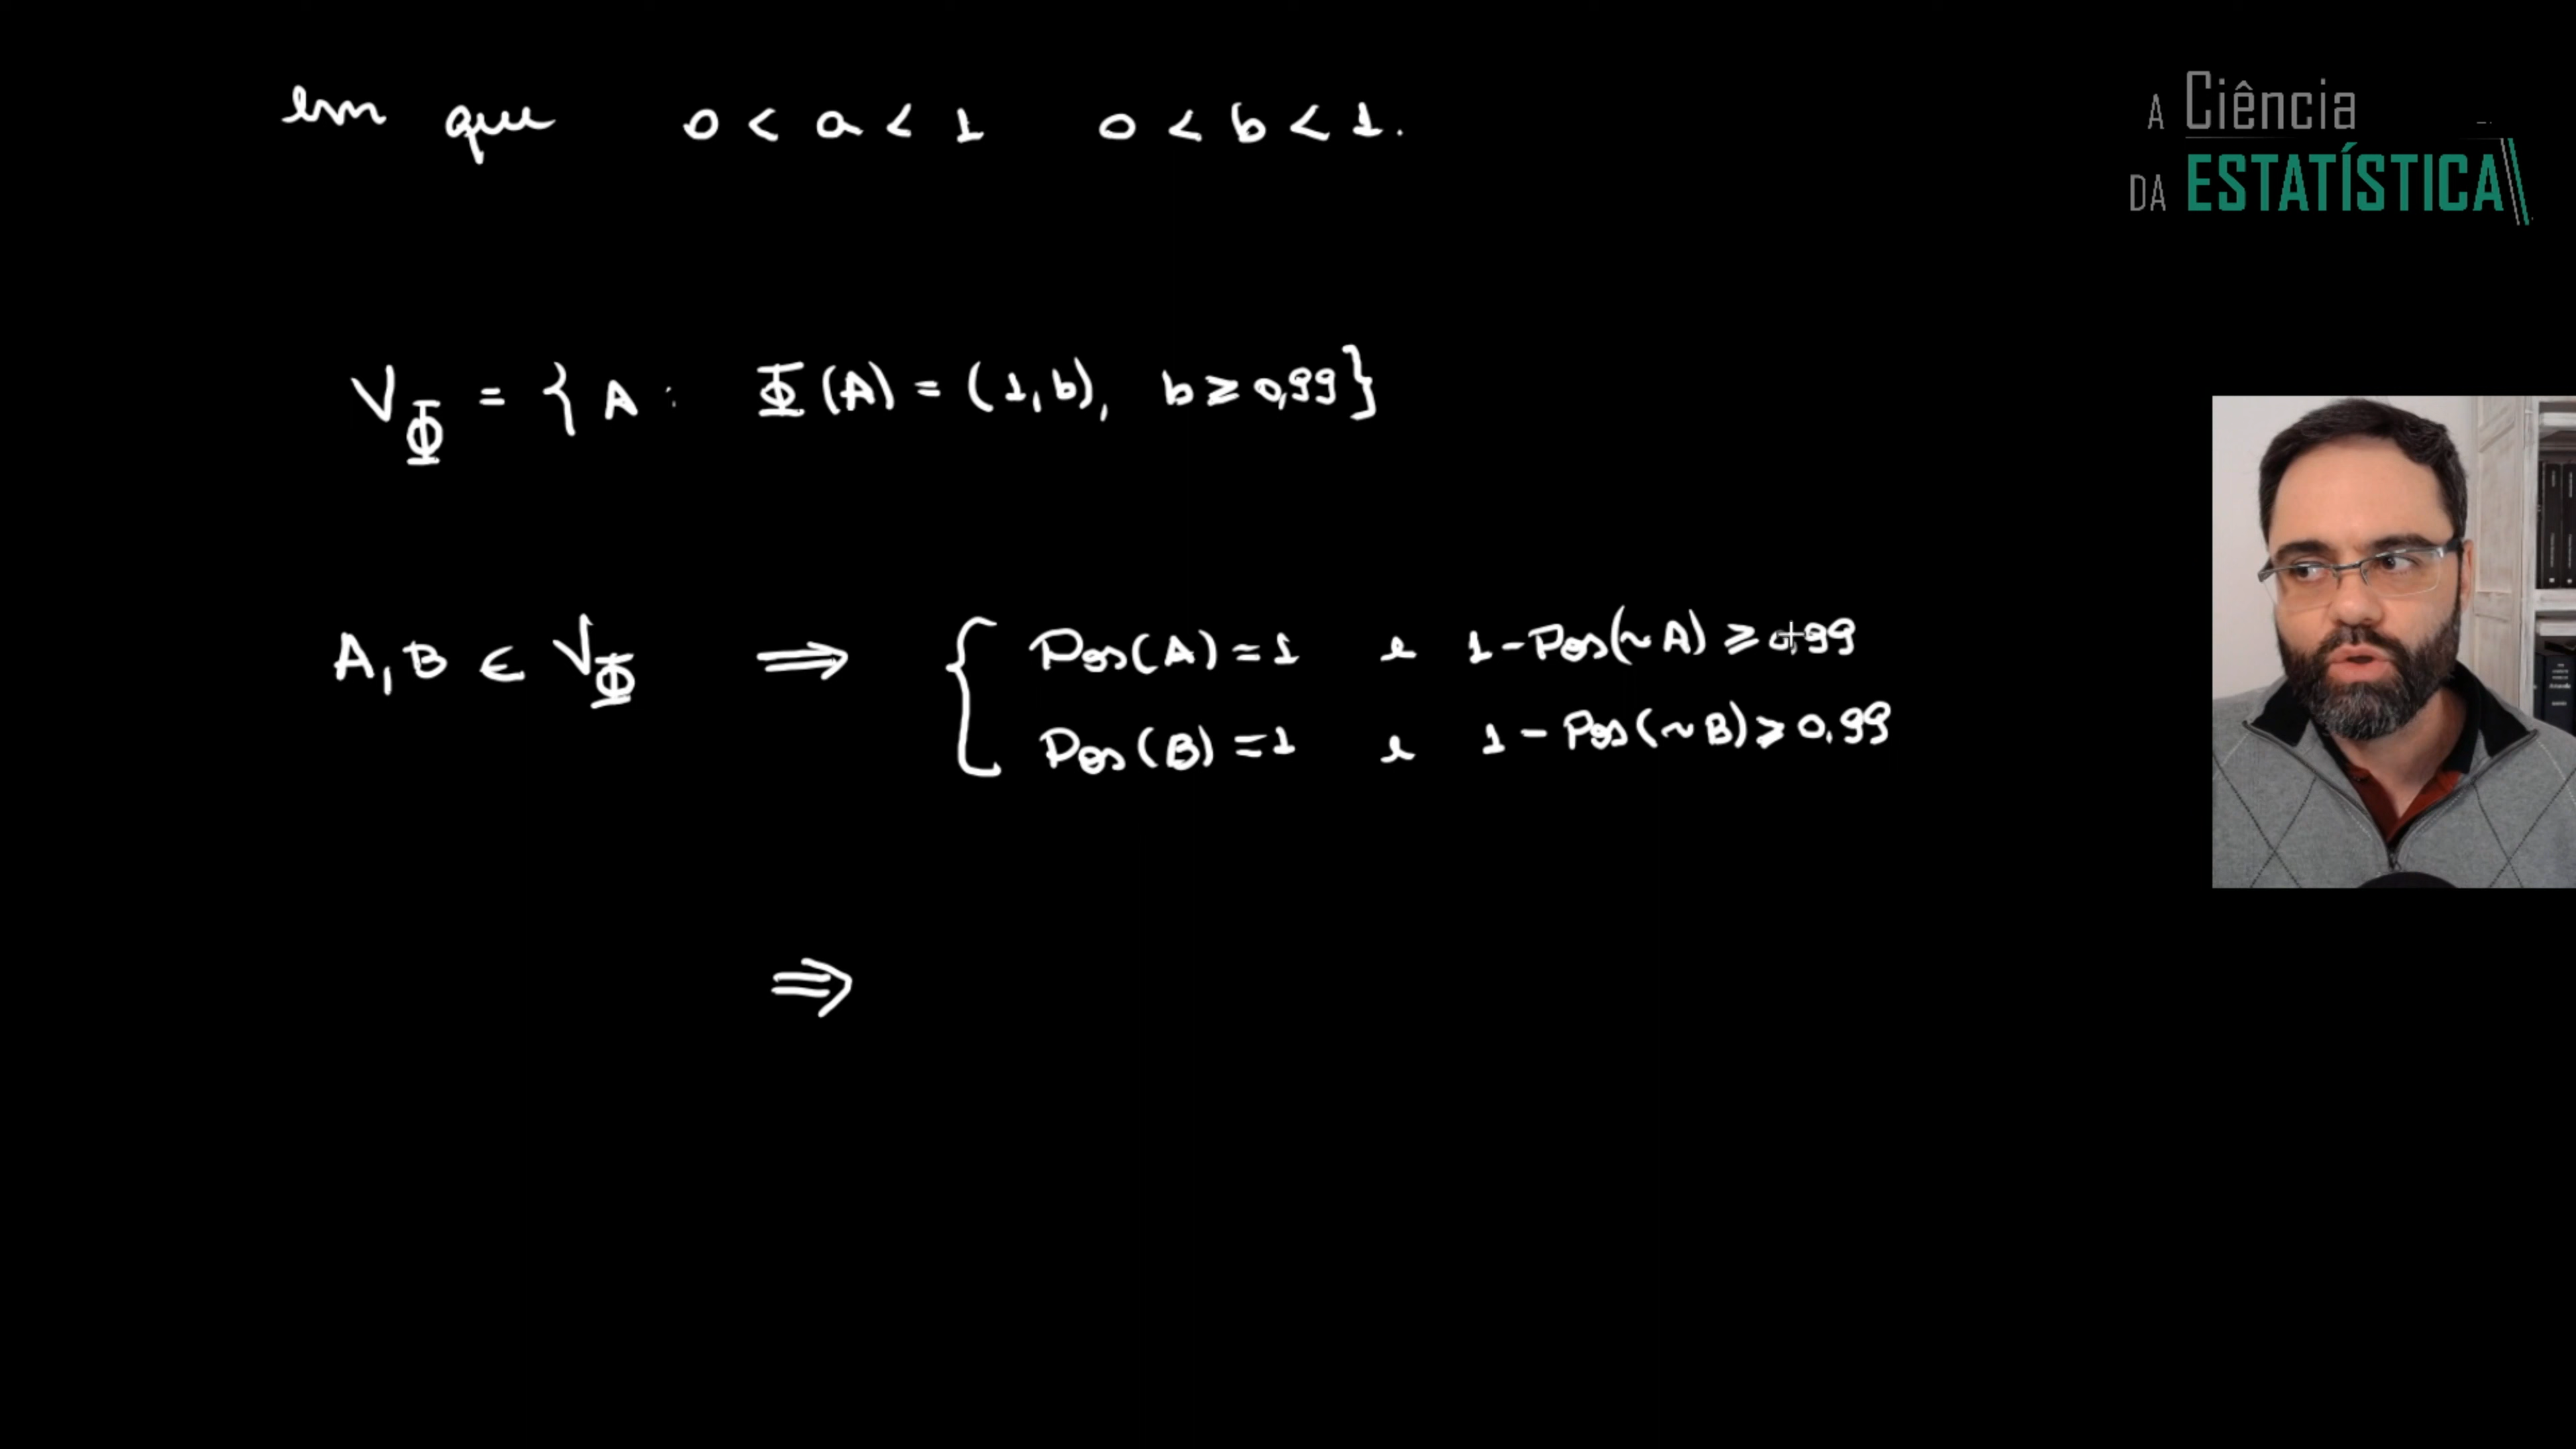 em que 0 < a < 1 0 < b < 1.
A Ciência
DA ESTATÍSTICA
V_Φ = { A : Φ(A) = (1, b), b ≥ 0,99 }
A, B ∈ V_Φ ⟹ { Pos(A) = 1 e 1 - Pos(~A) ≥ 0,99
Pos(B) = 1 e 1 - Pos(~B) ≥ 0,99
⟹